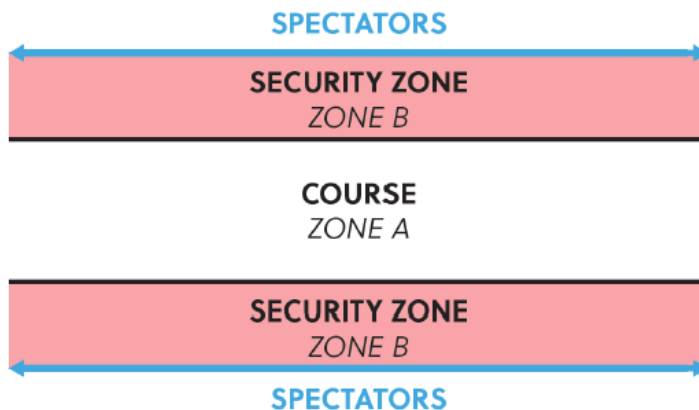 SPECTATORS
SECURITY ZONE
ZONE B
COURSE
ZONE A
SECURITY ZONE
ZONE B
SPECTATORS